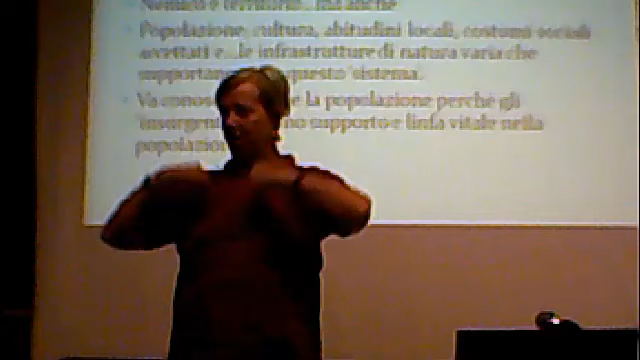 Nemico e territorio.. ma anche
Popolazione, cultura, abitudini locali, costumi sociali
accettati e...le infrastrutture di natura varia che
questo sistema.
Va la popolazione perché gli
supporto e linfa vitale nella